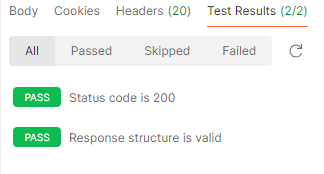 Body Cookies Headers (20) Test Results (2/2)
All Passed Skipped Failed
PASS Status code is 200
PASS Response structure is valid